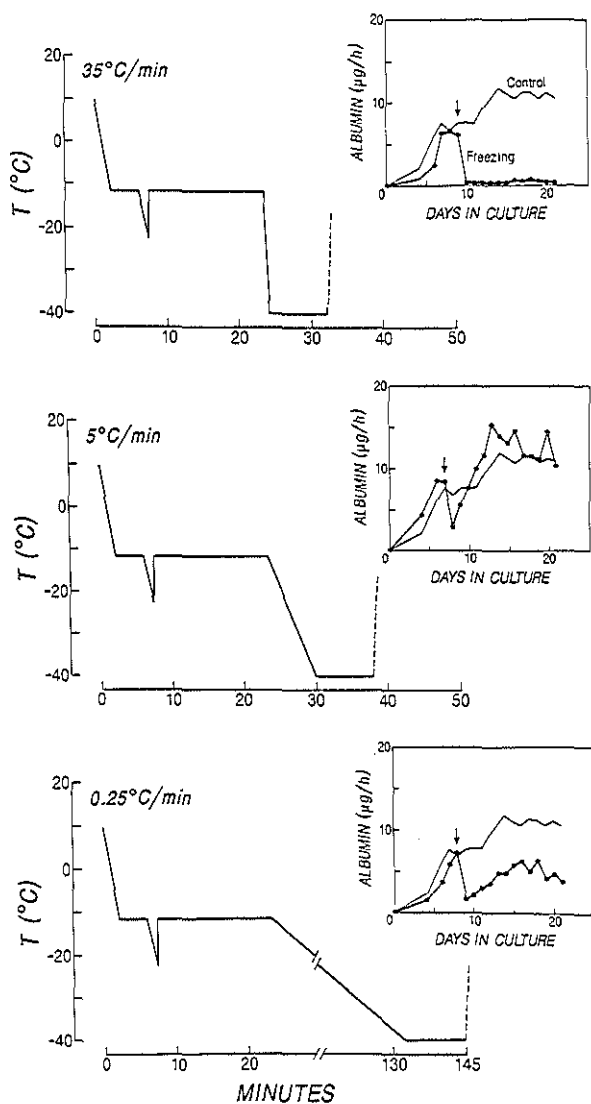 35°C/min
T (°C)
20
0
-20
-40
0 10 20 30 40 50
ALBUMIN (µg/h)
20
10
0
Control
Freezing
0 10 20
DAYS IN CULTURE
5°C/min
T (°C)
20
0
-20
-40
0 10 20 30 40 50
ALBUMIN (µg/h)
20
10
0
0 10 20
DAYS IN CULTURE
0.25°C/min
T (°C)
20
0
-20
-40
0 10 20 130 145
MINUTES
ALBUMIN (µg/h)
20
10
0
0 10 20
DAYS IN CULTURE